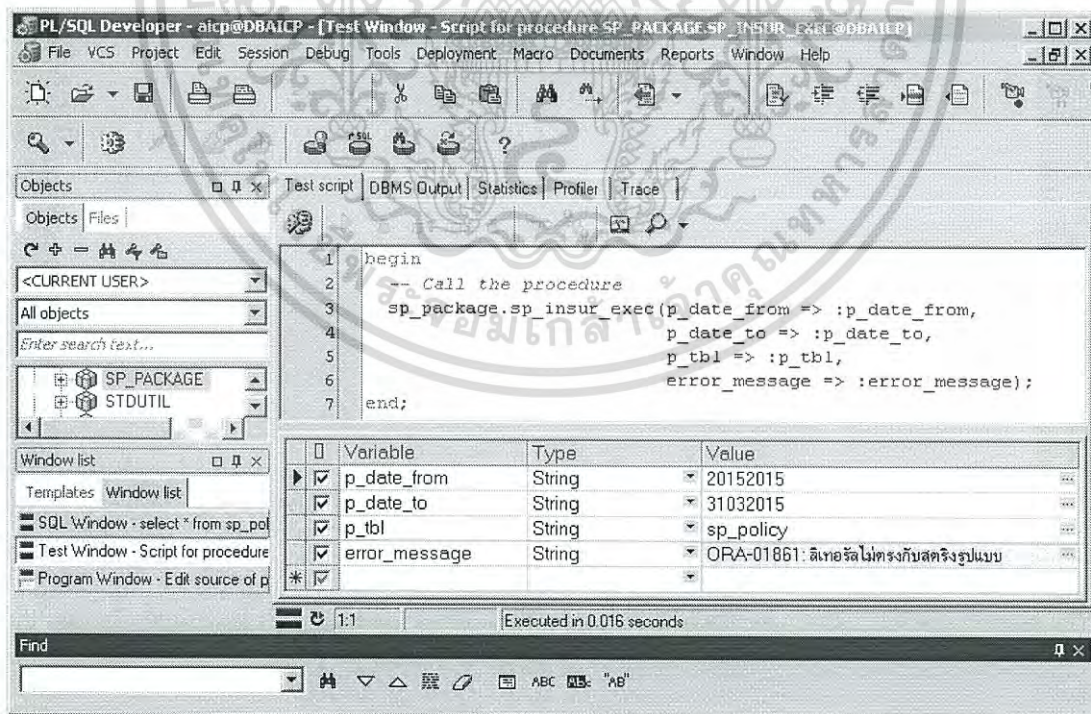 PL/SQL Developer - aicp@DBAICP - [Test Window - Script for procedure SP_PACKAGE.SP_INSUR_EXEC@DBAICP]
File VCS Project Edit Session Debug Tools Deployment Macro Documents Reports Window Help
Objects
Test script DBMS Output Statistics Profiler Trace
Objects Files
<CURRENT USER>
All objects
Enter search text...
SP_PACKAGE
STDUTIL
1 begin
2 -- Call the procedure
3 sp_package.sp_insur_exec(p_date_from => :p_date_from,
4 p_date_to => :p_date_to,
5 p_tbl => :p_tbl,
6 error_message => :error_message);
7 end;
Window list
Templates Window list
SQL Window - select * from sp_pol
Test Window - Script for procedure
Program Window - Edit source of p
Variable Type Value
p_date_from String 20152015
p_date_to String 31032015
p_tbl String sp_policy
error_message String ORA-01861: ลิเทอรัลไม่ตรงกับสตริงรูปแบบ
1:1 Executed in 0.016 seconds
Find
ABC "AB"